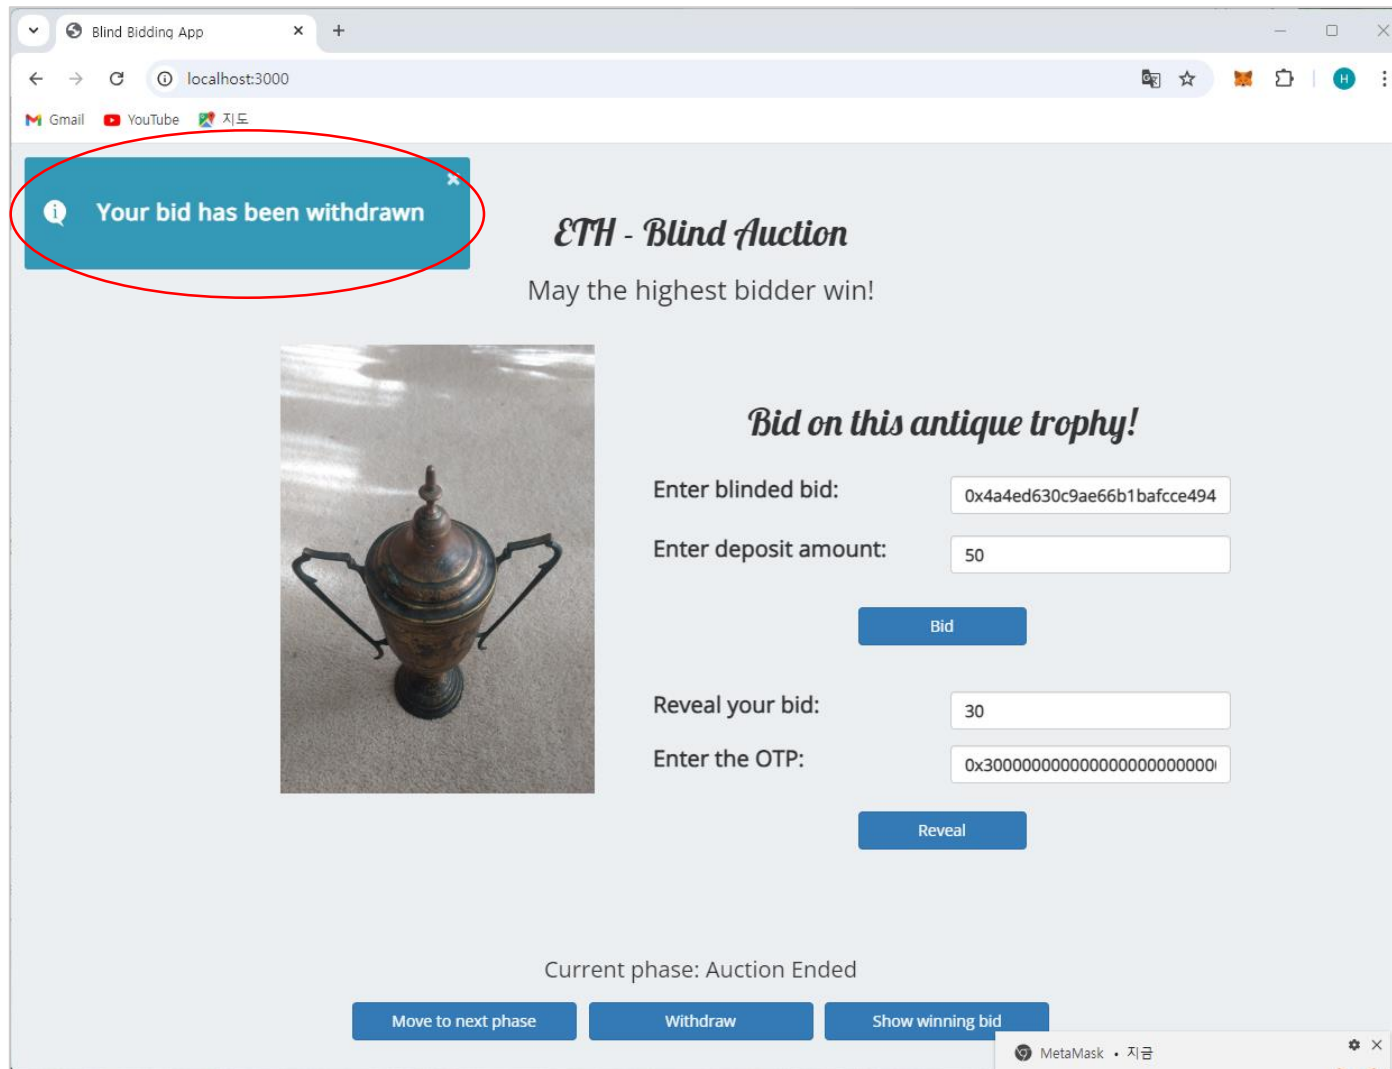 Blind Bidding App
localhost:3000
Gmail YouTube 지도
Your bid has been withdrawn
ETH - Blind Auction
May the highest bidder win!
Bid on this antique trophy!
Enter blinded bid: 0x4a4ed630c9ae66b1bafcce494
Enter deposit amount: 50
Bid
Reveal your bid: 30
Enter the OTP:
Reveal
Current phase: Auction Ended
Move to next phase Withdraw Show winning bid
MetaMask • 지금
H